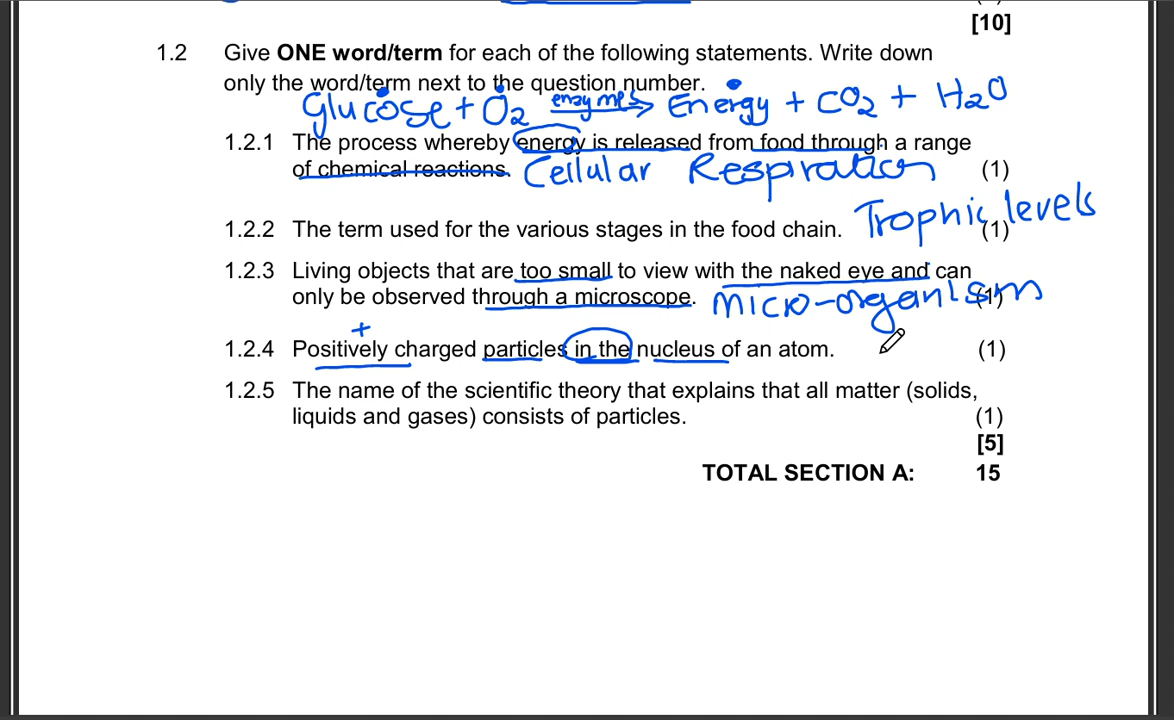 [10]
1.2 Give ONE word/term for each of the following statements. Write down
only the word/term next to the question number.
Glucose + O2 enzymes → Energy + CO2 + H2O
1.2.1 The process whereby energy is released from food through a range
of chemical reactions. Cellular Respiration (1)
1.2.2 The term used for the various stages in the food chain. Trophic levels (1)
1.2.3 Living objects that are too small to view with the naked eye and can
only be observed through a microscope. micro-organism (1)
+
1.2.4 Positively charged particles in the nucleus of an atom. (1)
1.2.5 The name of the scientific theory that explains that all matter (solids,
liquids and gases) consists of particles. (1)
[5]
TOTAL SECTION A: 15